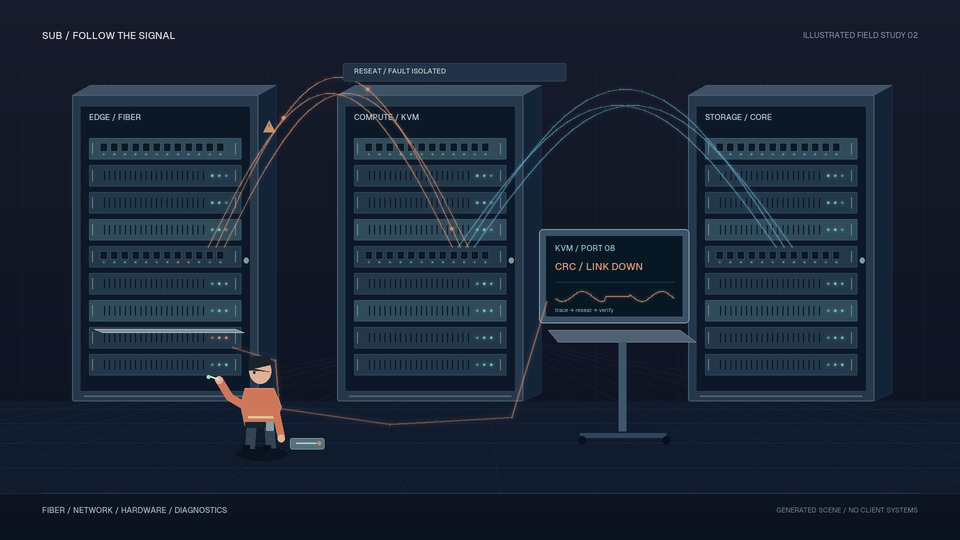 SUB / FOLLOW THE SIGNAL
ILLUSTRATED FIELD STUDY 02
RESEAT / FAULT ISOLATED
EDGE / FIBER
COMPUTE / KVM
STORAGE / CORE
KVM / PORT 08
CRC / LINK DOWN
trace → reseat → verify
FIBER / NETWORK / HARDWARE / DIAGNOSTICS
GENERATED SCENE / NO CLIENT SYSTEMS